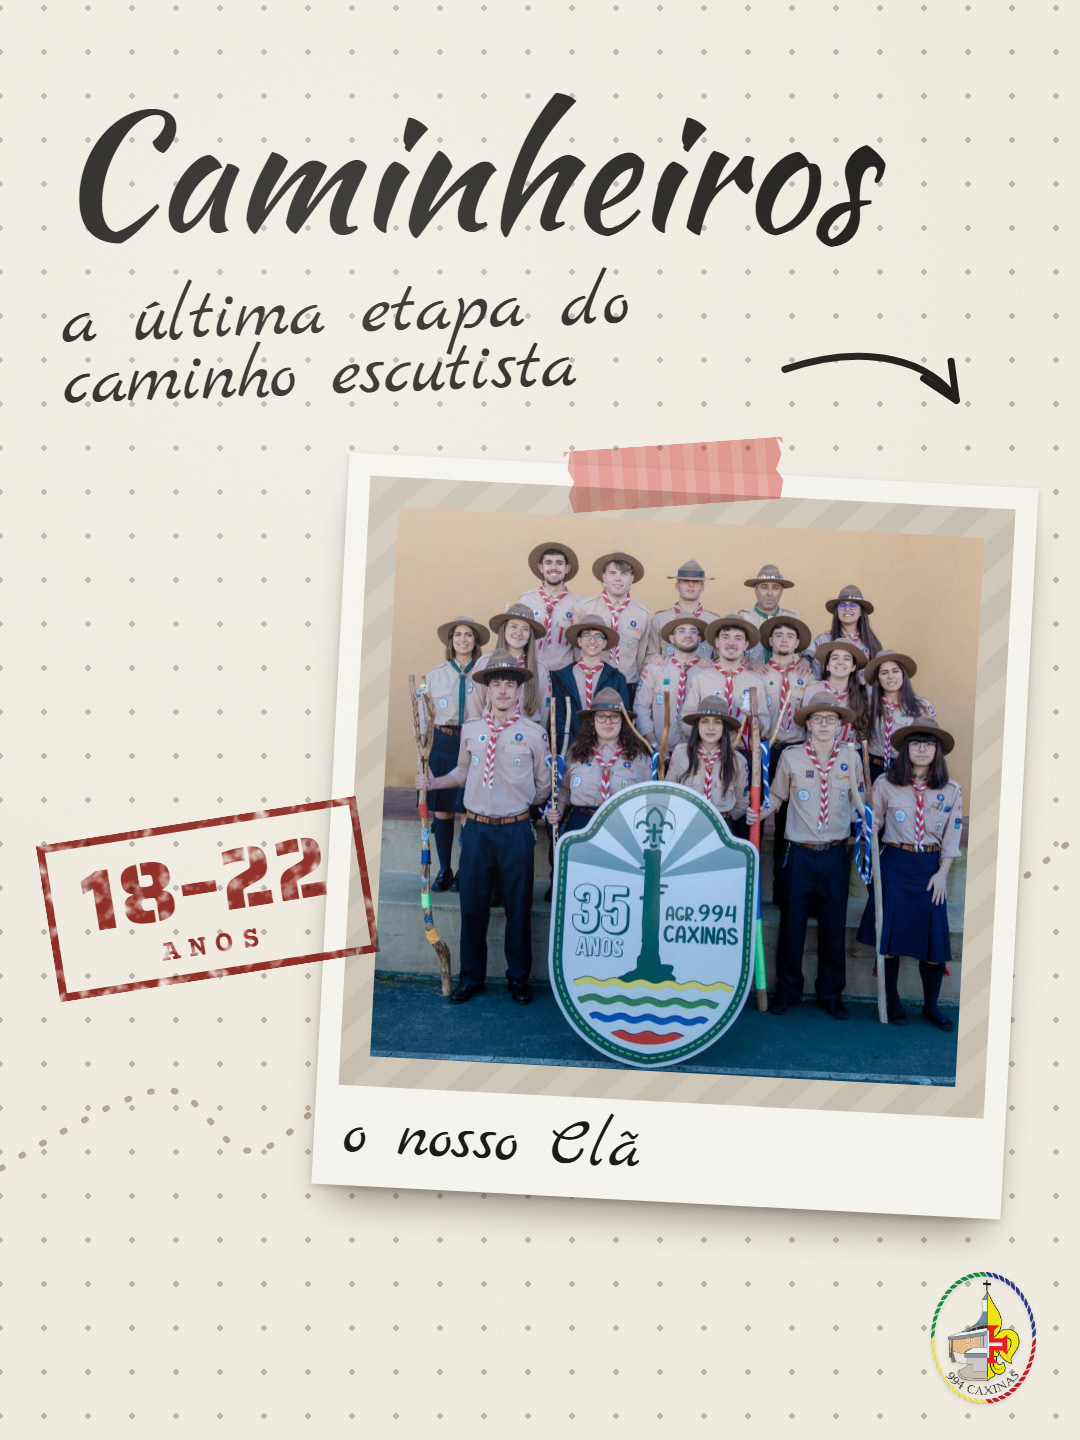 Caminheiros
a última etapa do
caminho escutista
18-22
ANOS
35
ANOS
AGR.994
CAXINAS
o nosso Clã
994 CAXINAS